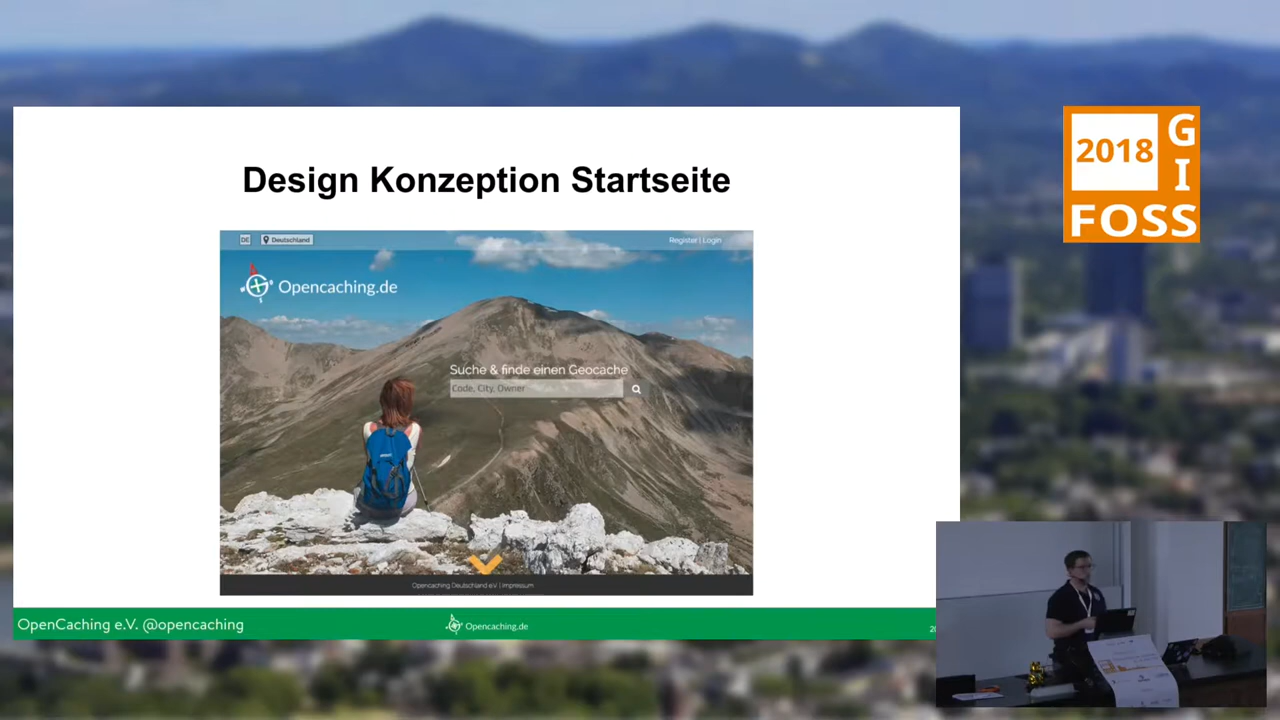 Design Konzeption Startseite
2018
G
I
FOSS
DE
Deutschland
Register | Login
Opencaching.de
Suche & finde einen Geocache
Code, City, Owner
Opencaching Deutschland e.V. | Impressum
OpenCaching e.V. @opencaching
Opencaching.de